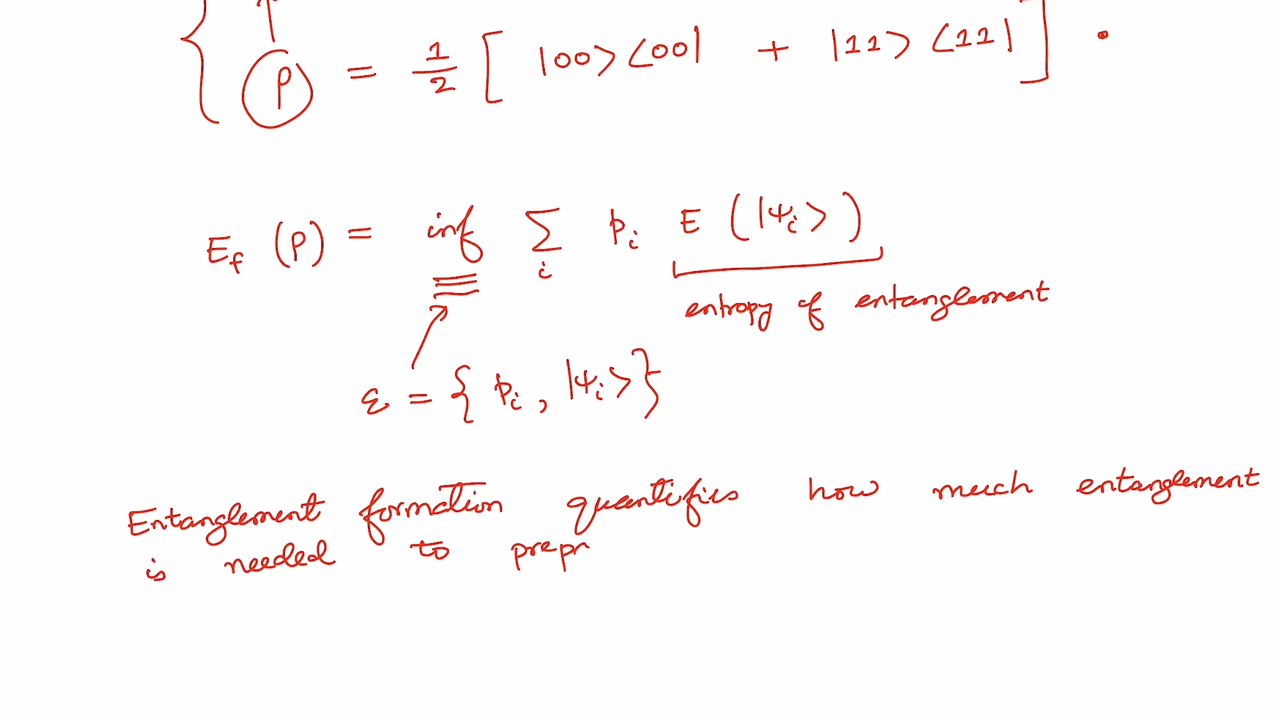 ρ = 1/2 [ |00> <00| + |11> <11| ] .
E_f (ρ) = inf Σ_i p_i E (|ψ_i>)
entropy of entanglement
ε = { p_i , |ψ_i> }
Entanglement formation quantifies how much entanglement
is needed to prepr